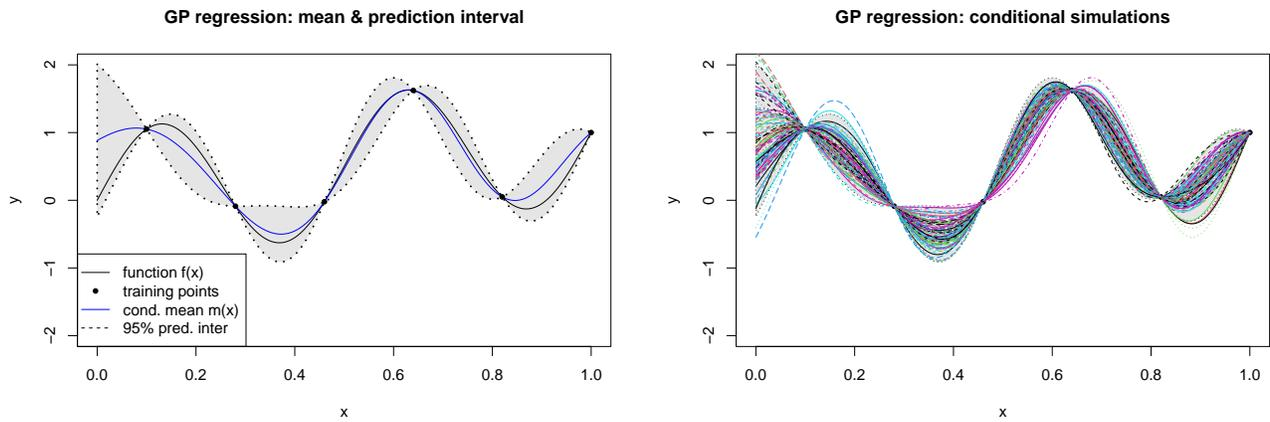 GP regression: mean & prediction interval
2
1
0
−1
−2
y
function f(x)
training points
cond. mean m(x)
95% pred. inter
0.0 0.2 0.4 0.6 0.8 1.0
x
GP regression: conditional simulations
2
1
0
−1
−2
y
0.0 0.2 0.4 0.6 0.8 1.0
x